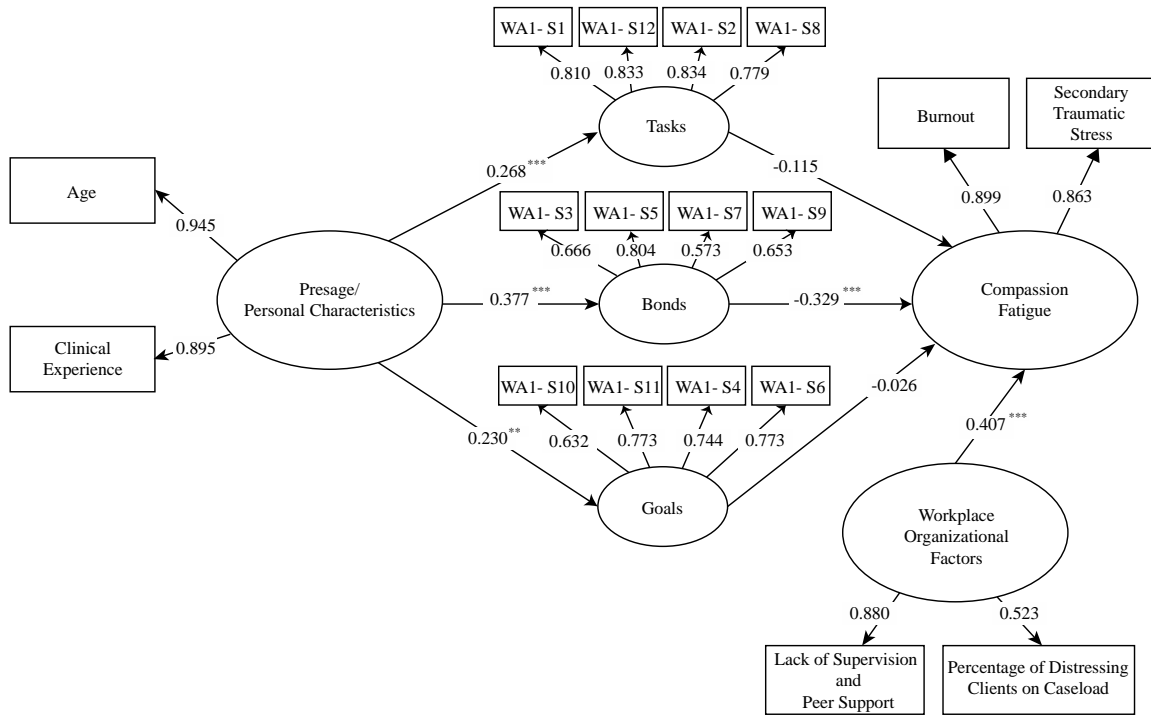 WA1- S1 WA1- S12 WA1- S2 WA1- S8
0.810 0.833 0.834 0.779
Tasks
Burnout
Secondary
Traumatic
Stress
0.268***
-0.115
0.899
0.863
Age
0.945
WA1- S3 WA1- S5 WA1- S7 WA1- S9
0.666 0.804 0.573 0.653
Presage/
Personal Characteristics
0.377***
Bonds
-0.329***
Compassion
Fatigue
Clinical
Experience
0.895
WA1- S10 WA1- S11 WA1- S4 WA1- S6
0.632 0.773 0.744 0.773
0.230**
-0.026
0.407***
Goals
Workplace
Organizational
Factors
0.880
0.523
Lack of Supervision
and
Peer Support
Percentage of Distressing
Clients on Caseload